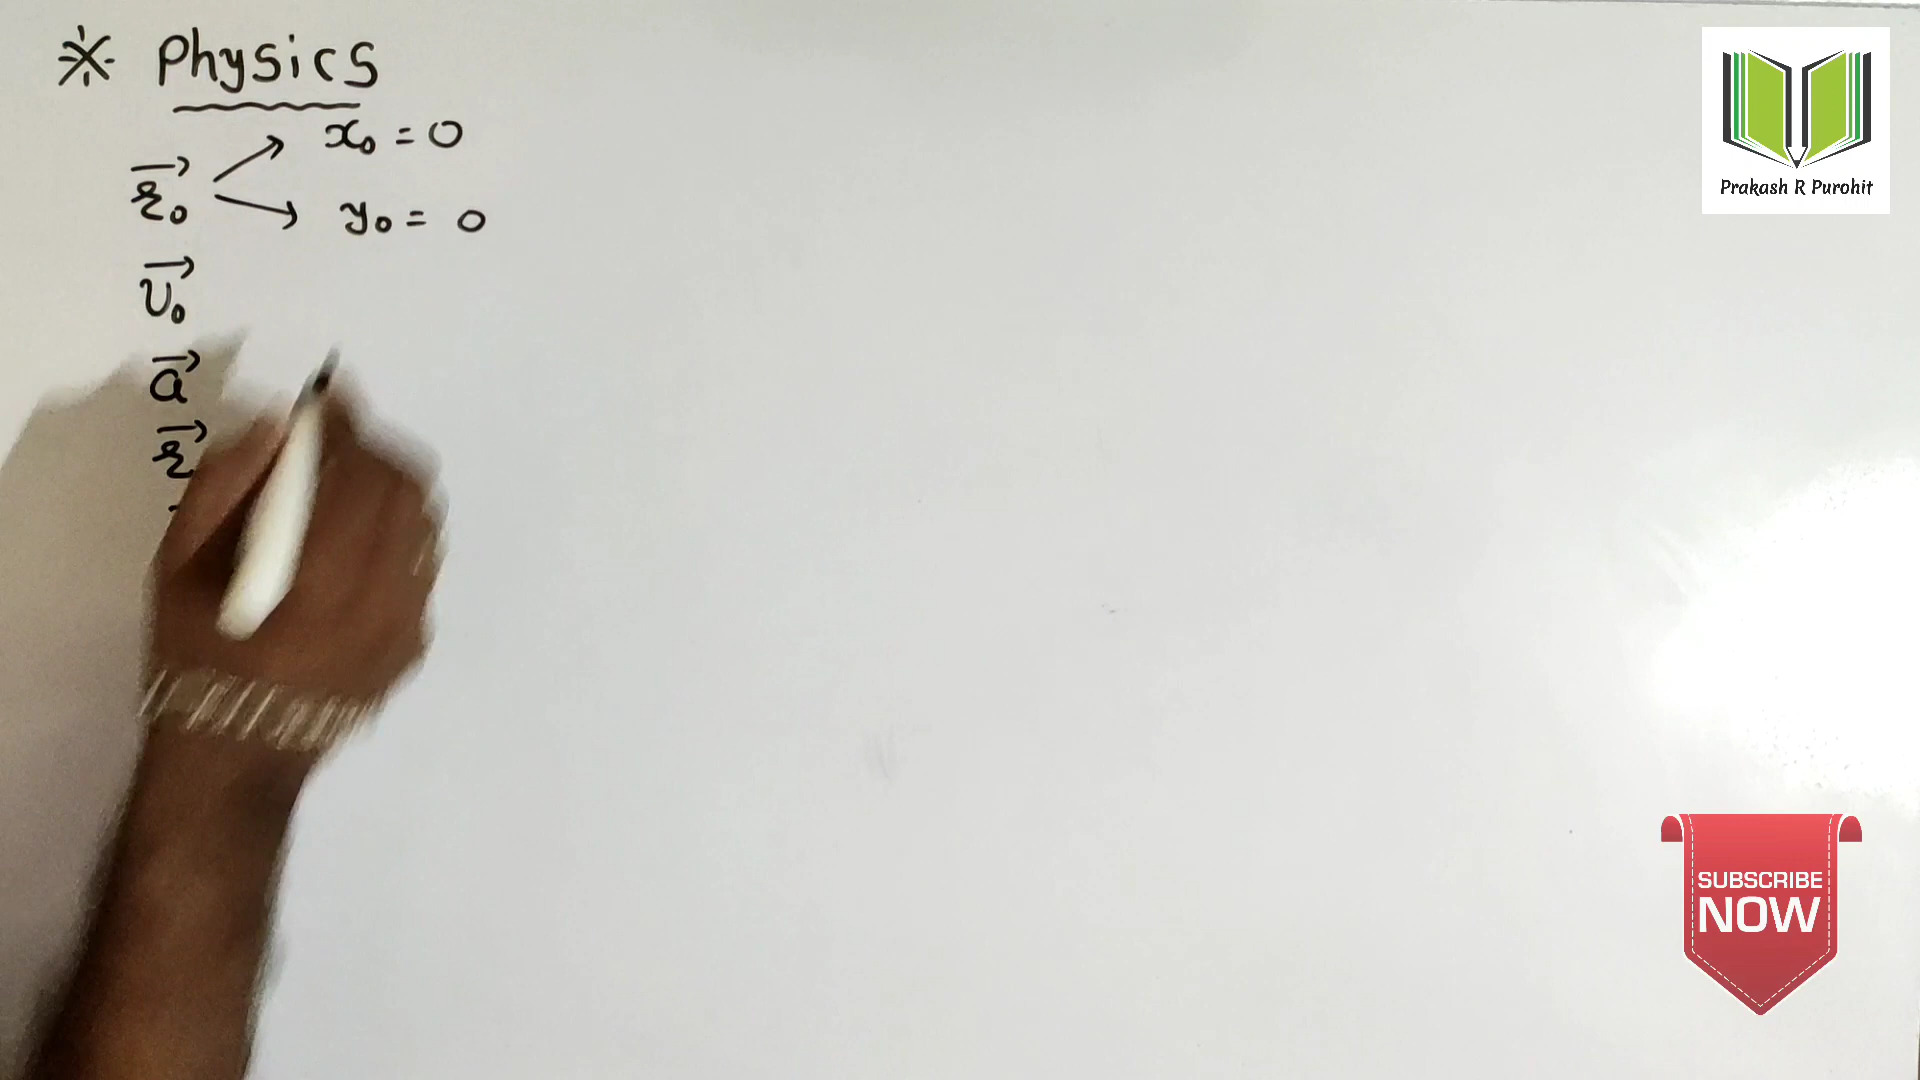 ※ Physics
r⃗₀ → x₀ = 0
→ y₀ = 0
v⃗₀
a⃗
r⃗
Prakash R Purohit
SUBSCRIBE
NOW